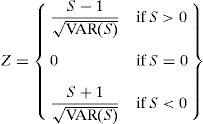 Z = { S − 1 / √VAR(S) if S > 0
0 if S = 0
S + 1 / √VAR(S) if S < 0 }